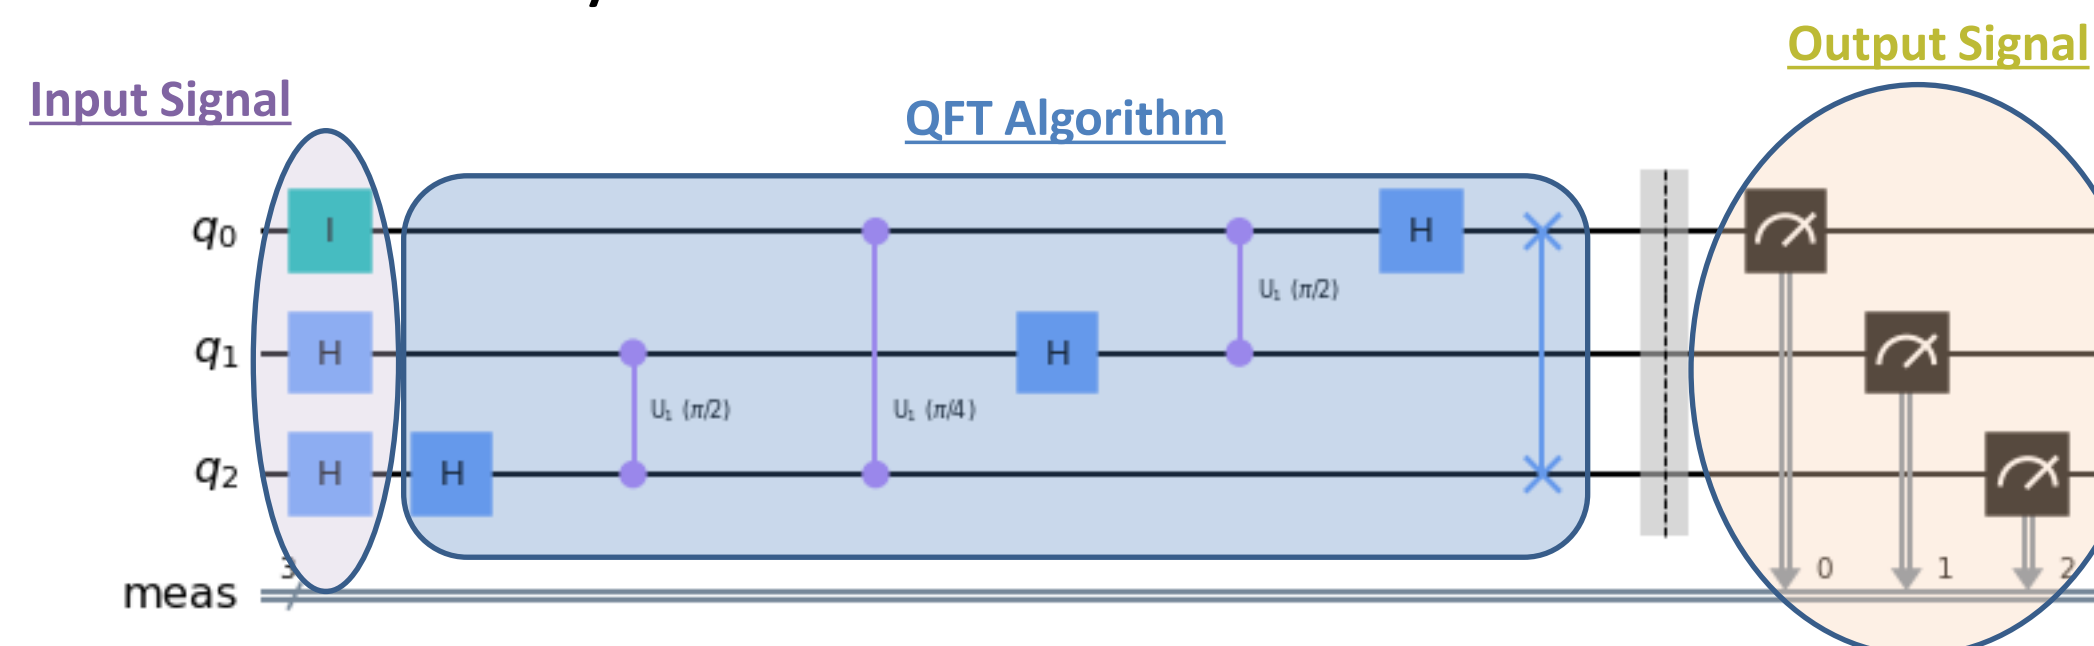 Output Signal
Input Signal
QFT Algorithm
q0 I H
U₁ (π/2)
q1 H H
U₁ (π/2) U₁ (π/4)
q2 H H
3 0 1 2
meas